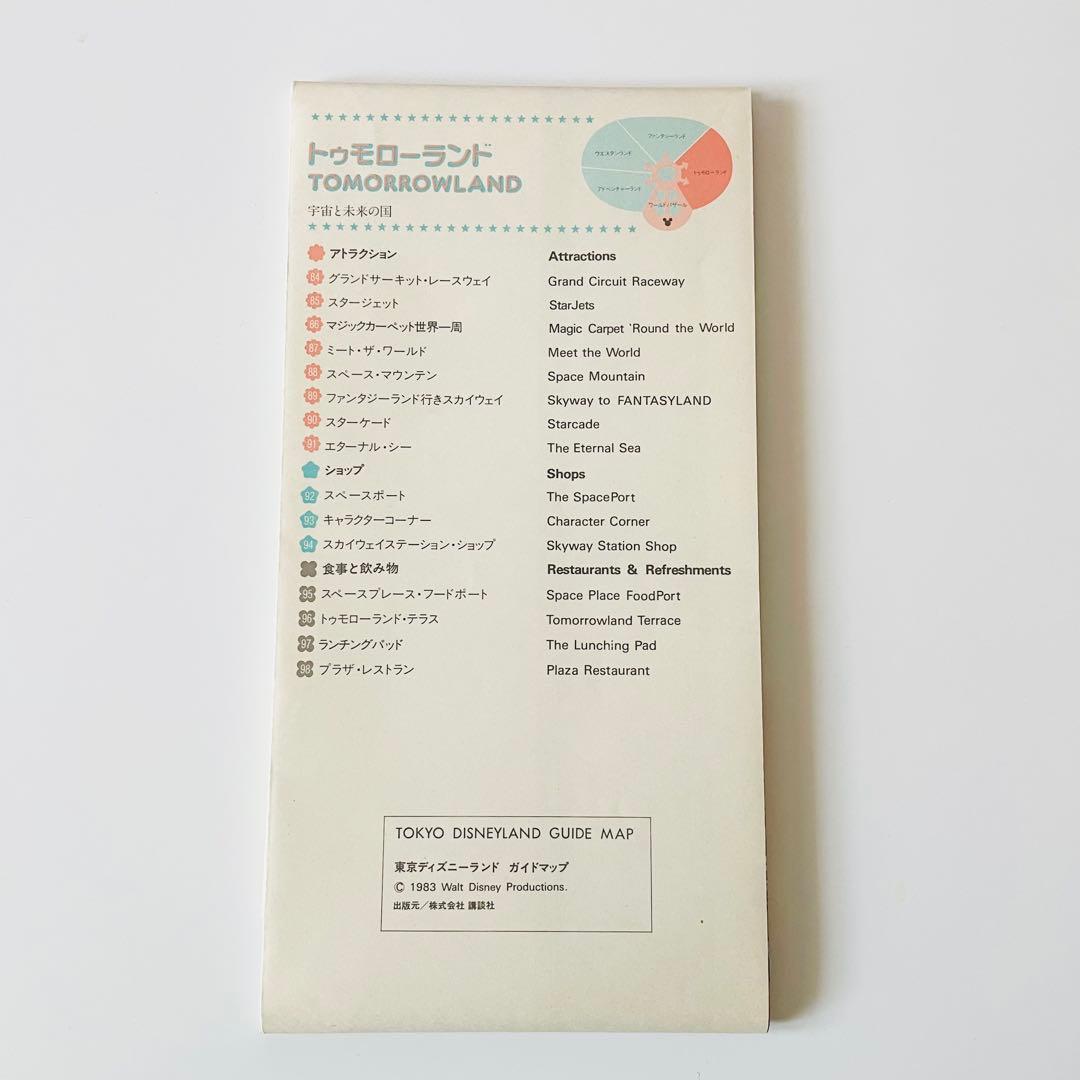 トゥモローランド
TOMORROWLAND
宇宙と未来の国
ファンタジーランド
ウエスタンランド
トゥモローランド
アドベンチャーランド
ワールドバザール
アトラクション Attractions
84 グランドサーキット・レースウェイ Grand Circuit Raceway
85 スタージェット StarJets
86 マジックカーペット世界一周 Magic Carpet 'Round the World
87 ミート・ザ・ワールド Meet the World
88 スペース・マウンテン Space Mountain
89 ファンタジーランド行きスカイウェイ Skyway to FANTASYLAND
90 スターケード Starcade
91 エターナル・シー The Eternal Sea
ショップ Shops
92 スペースポート The SpacePort
93 キャラクターコーナー Character Corner
94 スカイウェイステーション・ショップ Skyway Station Shop
食事と飲み物 Restaurants & Refreshments
95 スペースプレース・フードポート Space Place FoodPort
96 トゥモローランド・テラス Tomorrowland Terrace
97 ランチングパッド The Lunching Pad
98 プラザ・レストラン Plaza Restaurant
TOKYO DISNEYLAND GUIDE MAP
東京ディズニーランド ガイドマップ
© 1983 Walt Disney Productions.
出版元/株式会社 講談社